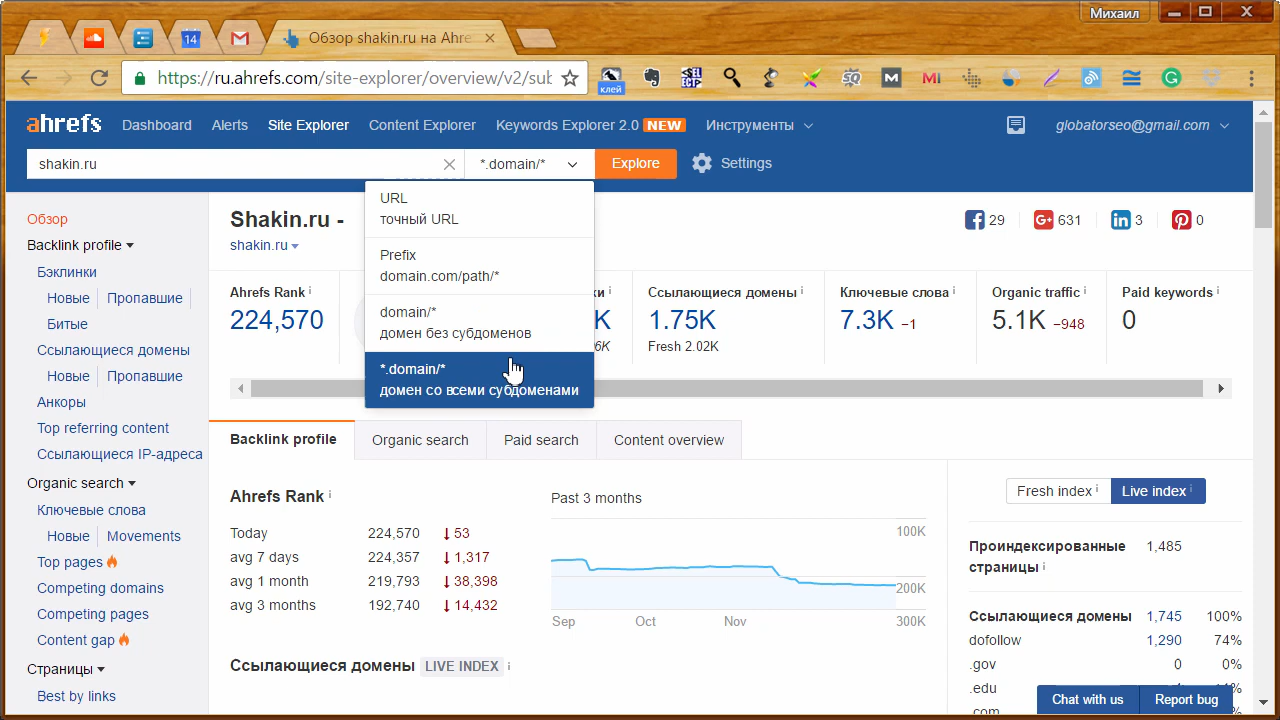 Михаил
14
Обзор shakin.ru на Ahre
https://ru.ahrefs.com/site-explorer/overview/v2/sub
клей
SEL
ECT
SQ
M
MI
G
ahrefs
Dashboard
Alerts
Site Explorer
Content Explorer
Keywords Explorer 2.0 NEW
Инструменты
globatorseo@gmail.com
shakin.ru
*.domain/*
Explore
Settings
URL
точный URL
Prefix
domain.com/path/*
domain/*
домен без субдоменов
*.domain/*
домен со всеми субдоменами
Обзор
Backlink profile
Бэклинки
Новые
Пропавшие
Битые
Ссылающиеся домены
Новые
Пропавшие
Анкоры
Top referring content
Ссылающиеся IP-адреса
Organic search
Ключевые слова
Новые
Movements
Top pages
Competing domains
Competing pages
Content gap
Страницы
Best by links
Shakin.ru -
shakin.ru
29
631
3
0
Ahrefs Rank i
224,570
ки i
K
6K
Ссылающиеся домены i
1.75K
Fresh 2.02K
Ключевые слова i
7.3K −1
Organic traffic i
5.1K −948
Paid keywords i
0
Backlink profile
Organic search
Paid search
Content overview
Ahrefs Rank i
Today 224,570 ↓53
avg 7 days 224,357 ↓1,317
avg 1 month 219,793 ↓38,398
avg 3 months 192,740 ↓14,432
Past 3 months
100K
200K
300K
Sep Oct Nov
Ссылающиеся домены LIVE INDEX i
Fresh index i
Live index i
Проиндексированные 1,485
страницы i
Ссылающиеся домены 1,745 100%
dofollow 1,290 74%
.gov 0 0%
.edu
.com
Chat with us
Report bug